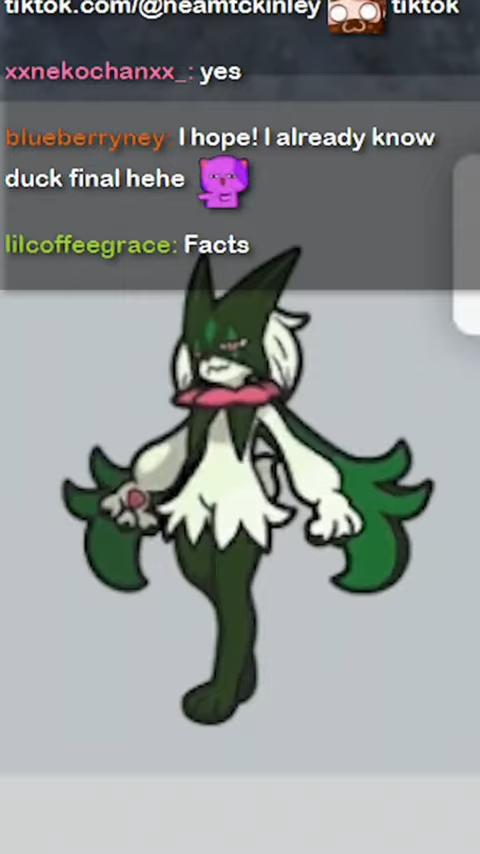 tiktok.com/@neamtckinley tiktok
xxnekochanxx_: yes
blueberryney: I hope! I already know
duck final hehe
lilcoffeegrace: Facts